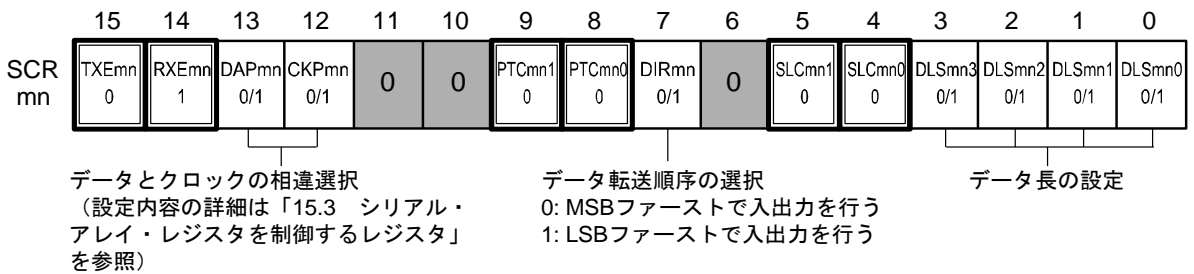 15 14 13 12 11 10 9 8 7 6 5 4 3 2 1 0
SCR
mn
TXEmn RXEmn DAPmn CKPmn 0 0 PTCmn1 PTCmn0 DIRmn 0 SLCmn1 SLCmn0 DLSmn3 DLSmn2 DLSmn1 DLSmn0
0 1 0/1 0/1 0 0 0/1 0 0 0/1 0/1 0/1 0/1
データとクロックの相違選択
（設定内容の詳細は「15.3 シリアル・
アレイ・レジスタを制御するレジスタ」
を参照）
データ転送順序の選択
0: MSBファーストで入出力を行う
1: LSBファーストで入出力を行う
データ長の設定